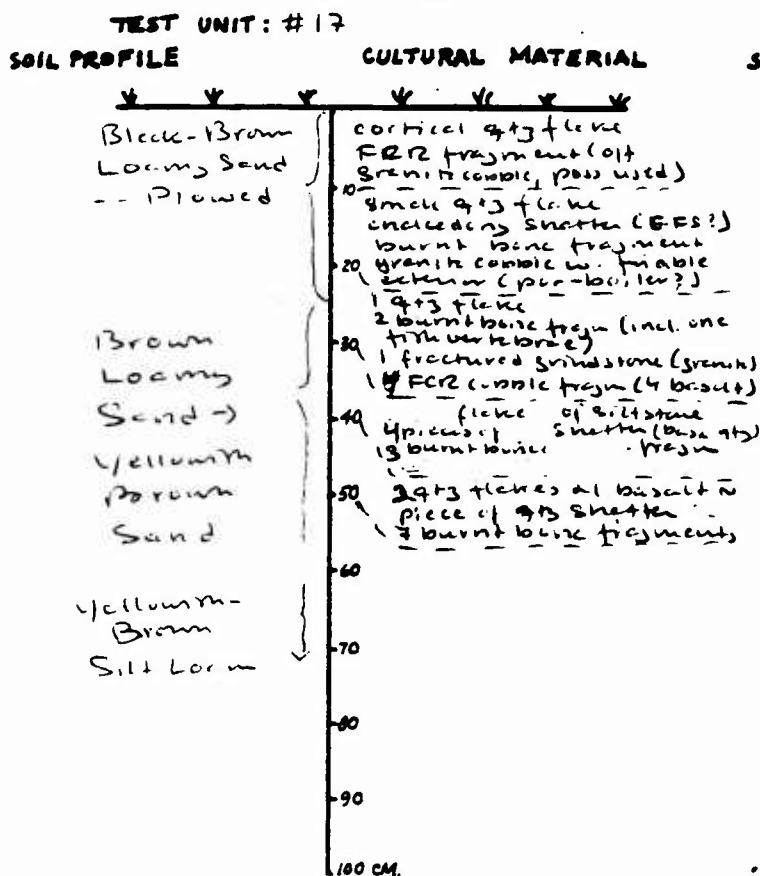 TEST UNIT: #17
SOIL PROFILE
CULTURAL MATERIAL
S
Black-Brown
Loamy Sand
-- Plowed
Brown
Loamy
Sand →
Yellowish
Brown
Sand
Yellowish-
Brown
Silt Loam
10
20
30
40
50
60
70
80
90
100 CM.
cortical qtz flake
FCR fragment (of
granite cobble, poss used)
small qtz flake
including shatter (EFS?)
burnt bone fragment
granite cobble w. friable
exterior (pot-boiler?)
1 qtz flake
2 burnt bone fragm (incl. one
fish vertebrae)
1 fractured grindstone (granite)
FCR cobble fragm (4 basalt)
flake of siltstone
4 pieces of shatter (qtz)
13 burnt bone fragm
2 qtz flakes 1 basalt
piece of qtz shatter
7 burnt bone fragments